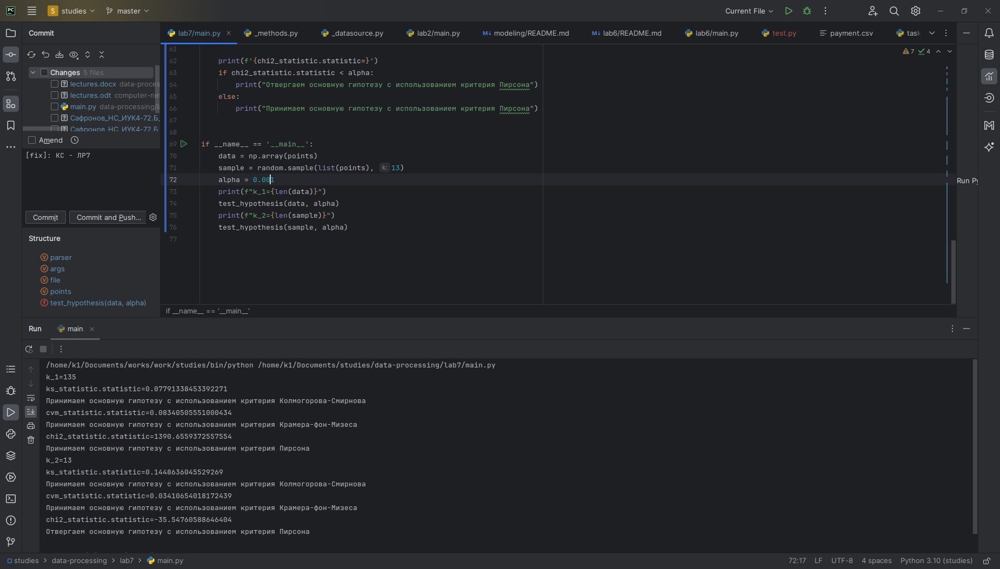 PC S studies master Current File
Commit
lab7/main.py _methods.py _datasource.py lab2/main.py M↓ modeling/README.md M↓ lab6/README.md lab6/main.py test.py payment.csv task
Changes 5 files
lectures.docx data-proces
lectures.odt computer-net
main.py data-processing/l
Сафронов_НС_ИУК4-72.Б_
Сафронов_НС_ИУК4-72.Б
Amend
[fix]: КС - ЛР7
Commit Commit and Push...
Structure
parser
args
file
points
test_hypothesis(data, alpha)
7 4
61
62 print(f'{chi2_statistic.statistic=}')
63 if chi2_statistic.statistic < alpha:
64 print("Отвергаем основную гипотезу с использованием критерия Пирсона")
65 else:
66 print("Принимаем основную гипотезу с использованием критерия Пирсона")
67
68
69 if __name__ == '__main__':
70 data = np.array(points)
71 sample = random.sample(list(points), k: 13)
72 alpha = 0.001
73 print(f"k_1={len(data)}")
74 test_hypothesis(data, alpha)
75 print(f"k_2={len(sample)}")
76 test_hypothesis(sample, alpha)
77
if __name__ == '__main__'
Run Py
Run main
/home/k1/Documents/works/work/studies/bin/python /home/k1/Documents/studies/data-processing/lab7/main.py
k_1=135
ks_statistic.statistic=0.07791338453392271
Принимаем основную гипотезу с использованием критерия Колмогорова-Смирнова
cvm_statistic.statistic=0.08340505551000434
Принимаем основную гипотезу с использованием критерия Крамера-фон-Мизеса
chi2_statistic.statistic=1390.6559372557554
Принимаем основную гипотезу с использованием критерия Пирсона
k_2=13
ks_statistic.statistic=0.1448636045529269
Принимаем основную гипотезу с использованием критерия Колмогорова-Смирнова
cvm_statistic.statistic=0.03410654018172439
Принимаем основную гипотезу с использованием критерия Крамера-фон-Мизеса
chi2_statistic.statistic=-35.54760588646404
Отвергаем основную гипотезу с использованием критерия Пирсона
studies > data-processing > lab7 > main.py 72:17 LF UTF-8 4 spaces Python 3.10 (studies)